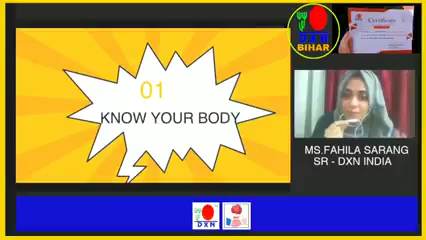 01
KNOW YOUR BODY
DXN
BIHAR
Certificate
MS.FAHILA SARANG
SR - DXN INDIA
DXN